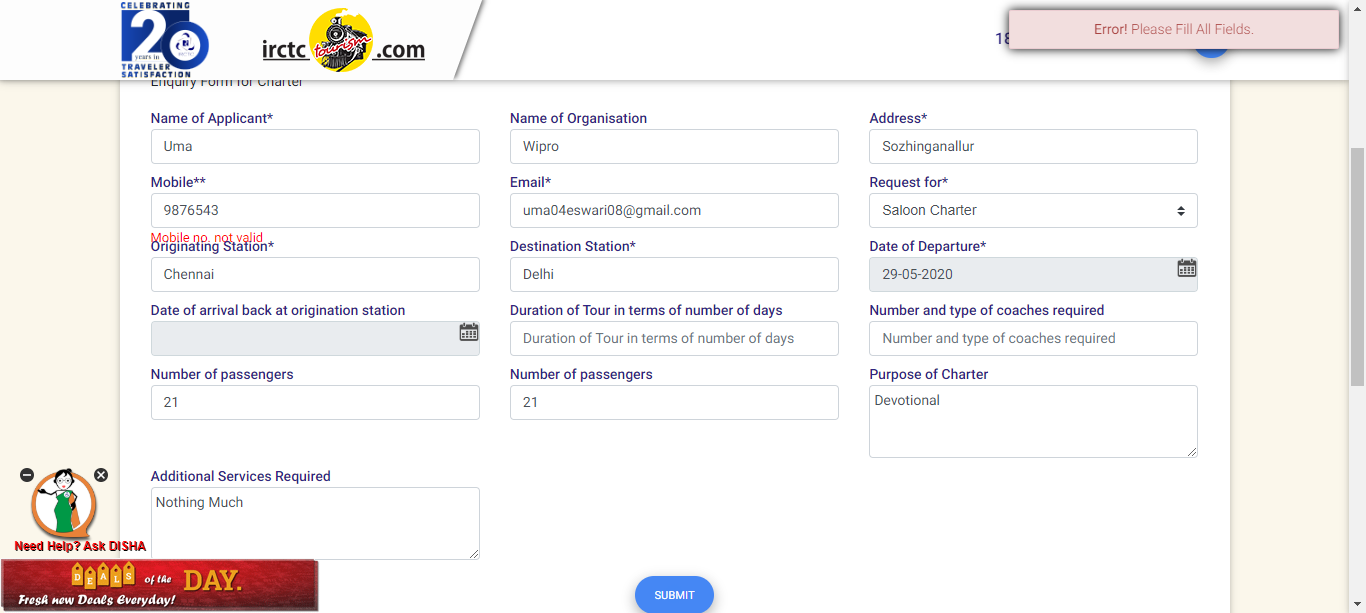 CELEBRATING
20
years in
TRAVELER
SATISFACTION
irctc tourism .com
18
Error! Please Fill All Fields.
Enquiry Form for Charter
Name of Applicant* Name of Organisation Address*
Uma Wipro Sozhinganallur
Mobile** Email* Request for*
9876543 uma04eswari08@gmail.com Saloon Charter
Mobile no. not valid
Originating Station* Destination Station* Date of Departure*
Chennai Delhi 29-05-2020
Date of arrival back at origination station Duration of Tour in terms of number of days Number and type of coaches required
Duration of Tour in terms of number of days Number and type of coaches required
Number of passengers Number of passengers Purpose of Charter
21 21 Devotional
Additional Services Required
Nothing Much
Need Help? Ask DISHA
DEALS of the DAY.
Fresh new Deals Everyday!
SUBMIT